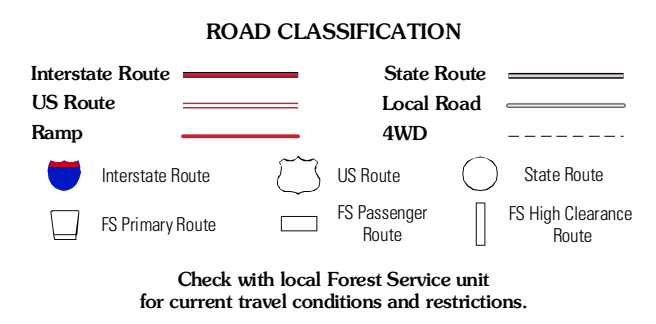 ROAD CLASSIFICATION
Interstate Route
State Route
US Route
Local Road
Ramp
4WD
Interstate Route
US Route
State Route
FS Primary Route
FS Passenger
Route
FS High Clearance
Route
Check with local Forest Service unit
for current travel conditions and restrictions.